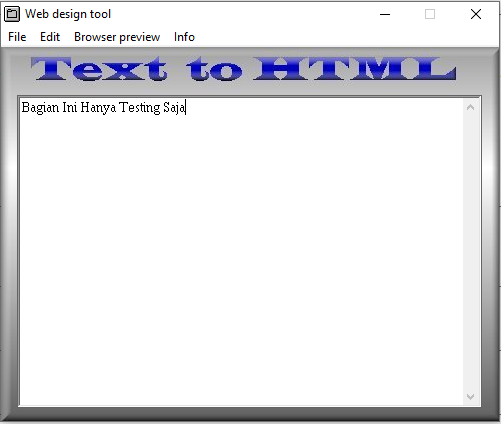 Web design tool
File Edit Browser preview Info
Text to HTML
Bagian Ini Hanya Testing Saja